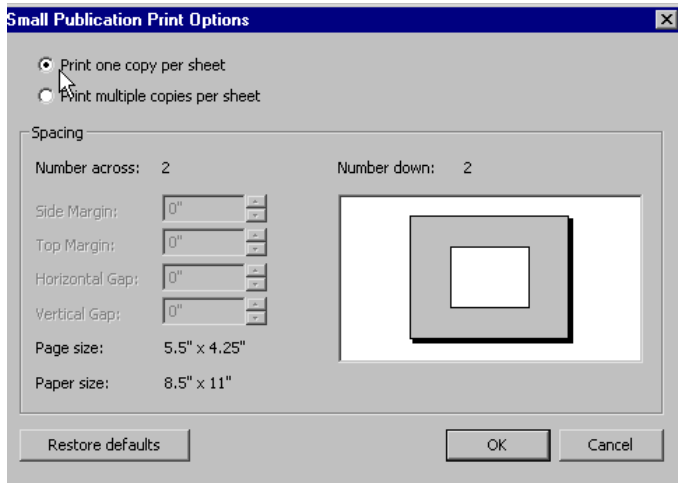 Small Publication Print Options
Print one copy per sheet
Print multiple copies per sheet
Spacing
Number across: 2 Number down: 2
Side Margin: 0"
Top Margin: 0"
Horizontal Gap: 0"
Vertical Gap: 0"
Page size: 5.5" x 4.25"
Paper size: 8.5" x 11"
Restore defaults OK Cancel